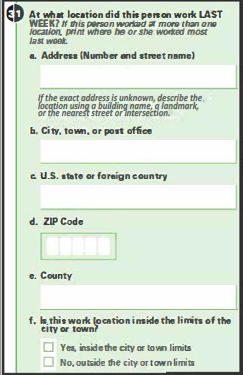 31 At what location did this person work LAST
WEEK? If this person worked at more than one
location, print where he or she worked most
last week.
a. Address (Number and street name)
If the exact address is unknown, describe the
location using a building name, a landmark,
or the nearest street or intersection.
b. City, town, or post office
c. U.S. state or foreign country
d. ZIP Code
e. County
f. Is this work location inside the limits of the
city or town?
Yes, inside the city or town limits
No, outside the city or town limits